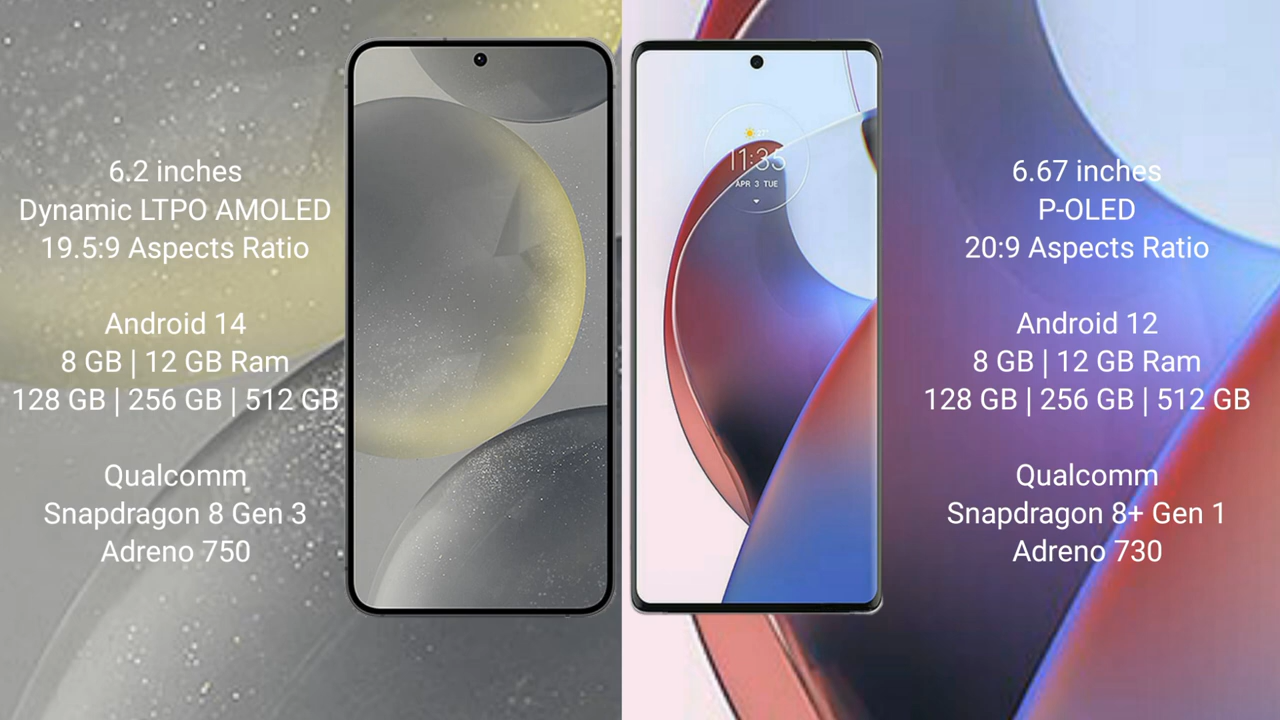 6.2 inches
Dynamic LTPO AMOLED
19.5:9 Aspects Ratio
Android 14
8 GB | 12 GB Ram
128 GB | 256 GB | 512 GB
Qualcomm
Snapdragon 8 Gen 3
Adreno 750
27°
11:35
APR 3 TUE
6.67 inches
P-OLED
20:9 Aspects Ratio
Android 12
8 GB | 12 GB Ram
128 GB | 256 GB | 512 GB
Qualcomm
Snapdragon 8+ Gen 1
Adreno 730